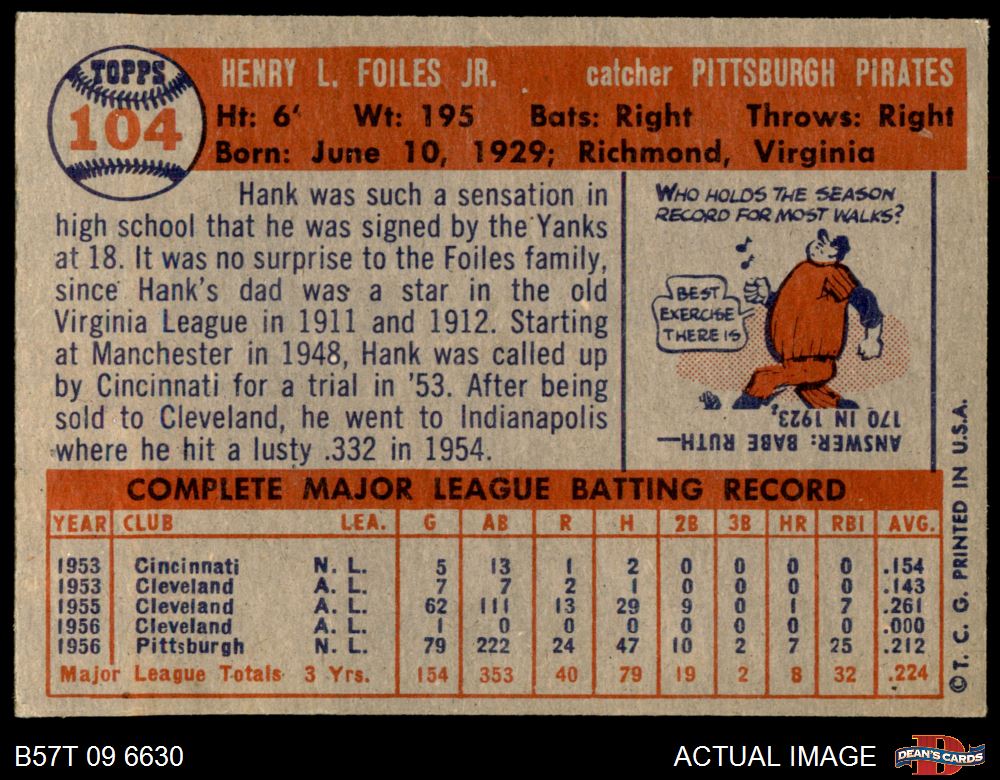 TOPPS
104
HENRY L. FOILES JR. catcher PITTSBURGH PIRATES
Ht: 6' Wt: 195 Bats: Right Throws: Right
Born: June 10, 1929; Richmond, Virginia
Hank was such a sensation in
high school that he was signed by the Yanks
at 18. It was no surprise to the Foiles family,
since Hank's dad was a star in the old
Virginia League in 1911 and 1912. Starting
at Manchester in 1948, Hank was called up
by Cincinnati for a trial in '53. After being
sold to Cleveland, he went to Indianapolis
where he hit a lusty .332 in 1954.
WHO HOLDS THE SEASON
RECORD FOR MOST WALKS?
BEST
EXERCISE
THERE IS
ANSWER: BABE RUTH—
170 IN 1923,
COMPLETE MAJOR LEAGUE BATTING RECORD
YEAR CLUB LEA. G AB R H 2B 3B HR RBI AVG.
1953 Cincinnati N. L. 5 13 1 2 0 0 0 0 .154
1953 Cleveland A. L. 7 7 2 1 0 0 0 0 .143
1955 Cleveland A. L. 62 111 13 29 9 0 1 7 .261
1956 Cleveland A. L. 1 0 0 0 0 0 0 0 .000
1956 Pittsburgh N. L. 79 222 24 47 10 2 7 25 .212
Major League Totals 3 Yrs. 154 353 40 79 19 2 8 32 .224
© T. C. G. PRINTED IN U.S.A.
B57T 09 6630
ACTUAL IMAGE
DEAN'S CARDS